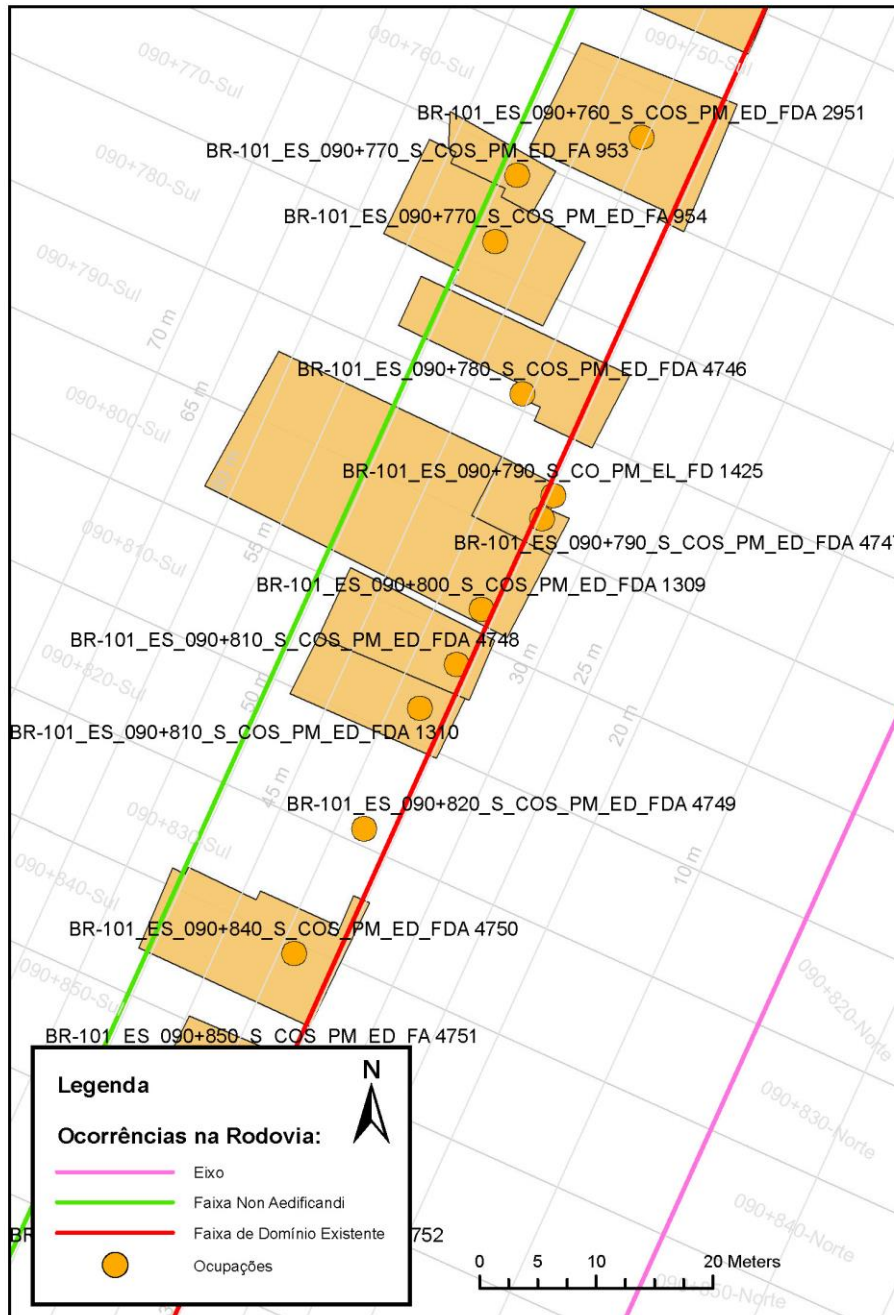 090+750-Sul
090+760-Sul
090+770-Sul
BR-101_ES_090+760_S_COS_PM_ED_FDA 2951
BR-101_ES_090+770_S_COS_PM_ED_FA 953
090+780-Sul
BR-101_ES_090+770_S_COS_PM_ED_FA 954
090+790-Sul
70 m
BR-101_ES_090+780_S_COS_PM_ED_FDA 4746
65 m
090+800-Sul
BR-101_ES_090+790_S_CO_PM_EL_FD 1425
55 m
090+810-Sul
BR-101_ES_090+790_S_COS_PM_ED_FDA 4747
BR-101_ES_090+800_S_COS_PM_ED_FDA 1309
BR-101_ES_090+810_S_COS_PM_ED_FDA 4748
30 m
25 m
090+820-Sul
50 m
20 m
BR-101_ES_090+810_S_COS_PM_ED_FDA 1310
45 m
BR-101_ES_090+820_S_COS_PM_ED_FDA 4749
090+830-Sul
10 m
090+840-Sul
BR-101_ES_090+840_S_COS_PM_ED_FDA 4750
090+850-Sul
090+820-Norte
BR-101_ES_090+850_S_COS_PM_ED_FA 4751
N
Legenda
090+830-Norte
Ocorrências na Rodovia:
Eixo
Faixa Non Aedificandi
090+840-Norte
Faixa de Domínio Existente
752
Ocupações
0 5 10 20 Meters
090+850-Norte